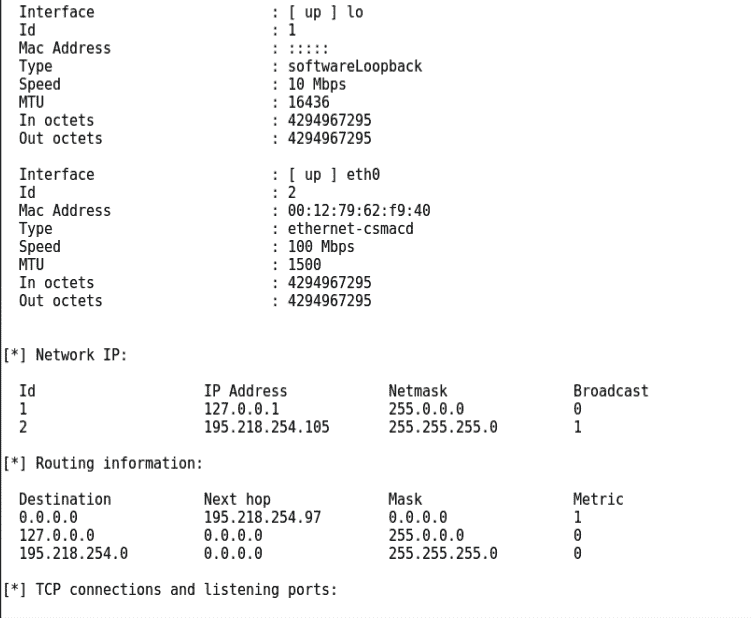 Interface : [ up ] lo
Id : 1
Mac Address : :::::
Type : softwareLoopback
Speed : 10 Mbps
MTU : 16436
In octets : 4294967295
Out octets : 4294967295
Interface : [ up ] eth0
Id : 2
Mac Address : 00:12:79:62:f9:40
Type : ethernet-csmacd
Speed : 100 Mbps
MTU : 1500
In octets : 4294967295
Out octets : 4294967295
[*] Network IP:
Id IP Address Netmask Broadcast
1 127.0.0.1 255.0.0.0 0
2 195.218.254.105 255.255.255.0 1
[*] Routing information:
Destination Next hop Mask Metric
0.0.0.0 195.218.254.97 0.0.0.0 1
127.0.0.0 0.0.0.0 255.0.0.0 0
195.218.254.0 0.0.0.0 255.255.255.0 0
[*] TCP connections and listening ports: